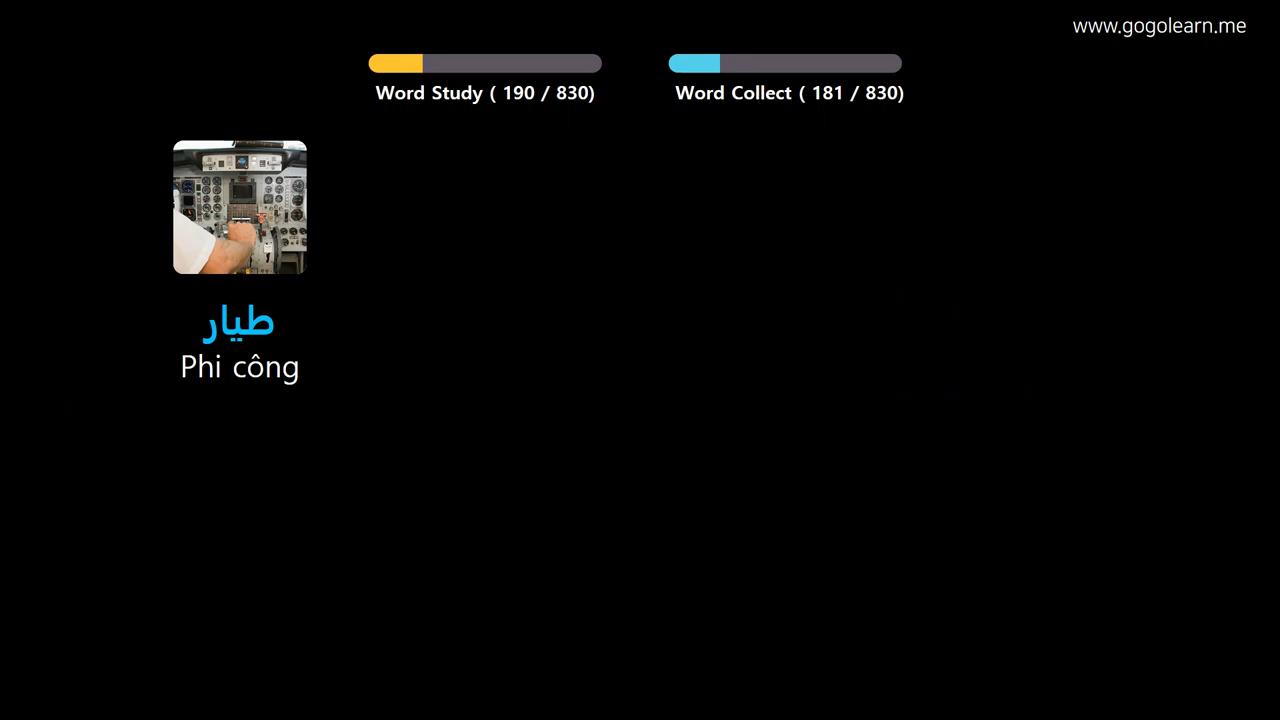 www.gogolearn.me
Word Study ( 190 / 830)
Word Collect ( 181 / 830)
طيار
Phi công